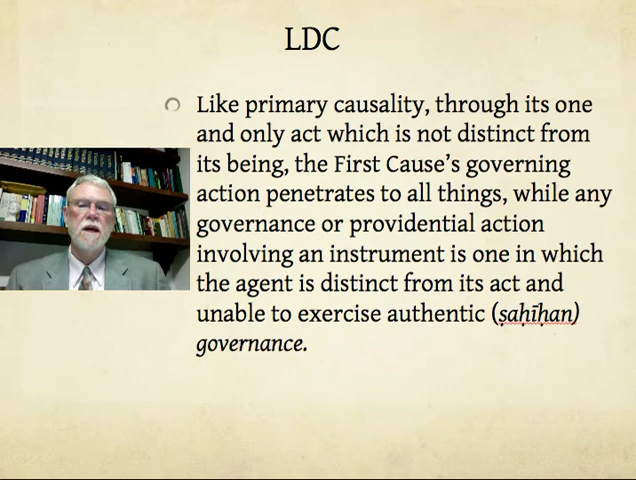 LDC
Like primary causality, through its one
and only act which is not distinct from
its being, the First Cause's governing
action penetrates to all things, while any
governance or providential action
involving an instrument is one in which
the agent is distinct from its act and
unable to exercise authentic (ṣaḥīḥan)
governance.